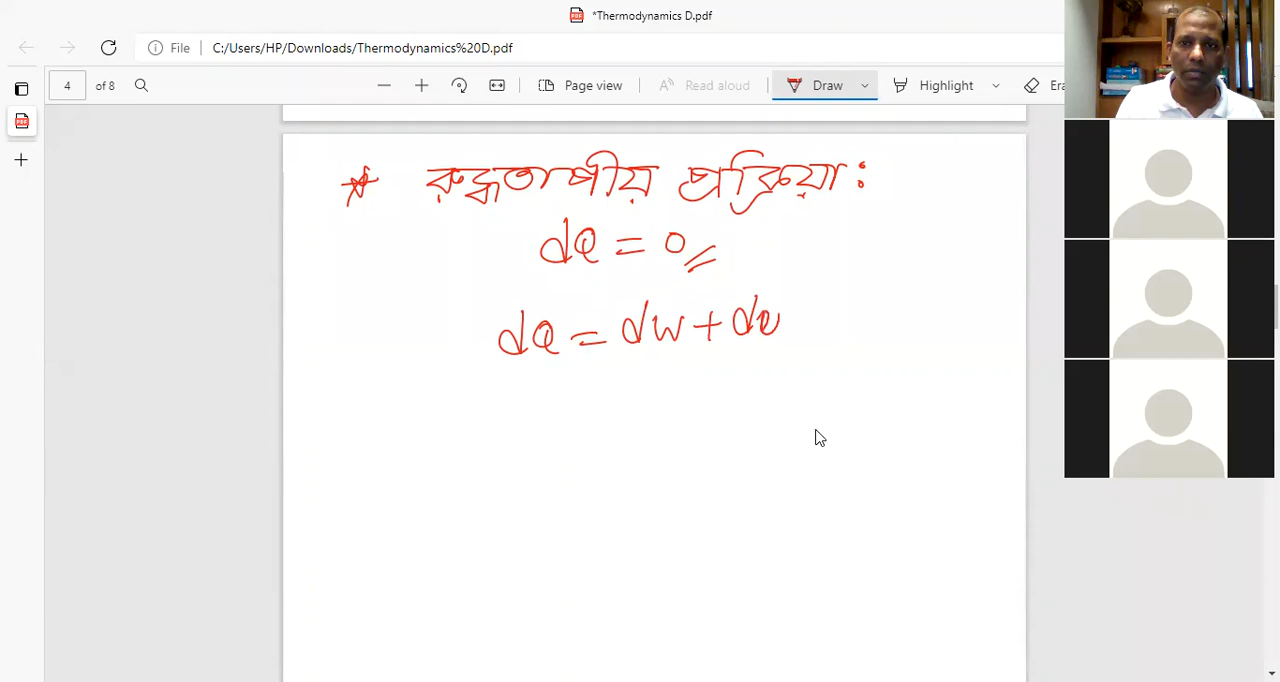 *Thermodynamics D.pdf
File C:/Users/HP/Downloads/Thermodynamics%20D.pdf
4 of 8 Page view Read aloud Draw Highlight Era
* রুদ্ধতাপীয় প্রক্রিয়া :
dQ = 0
dQ = dw + du